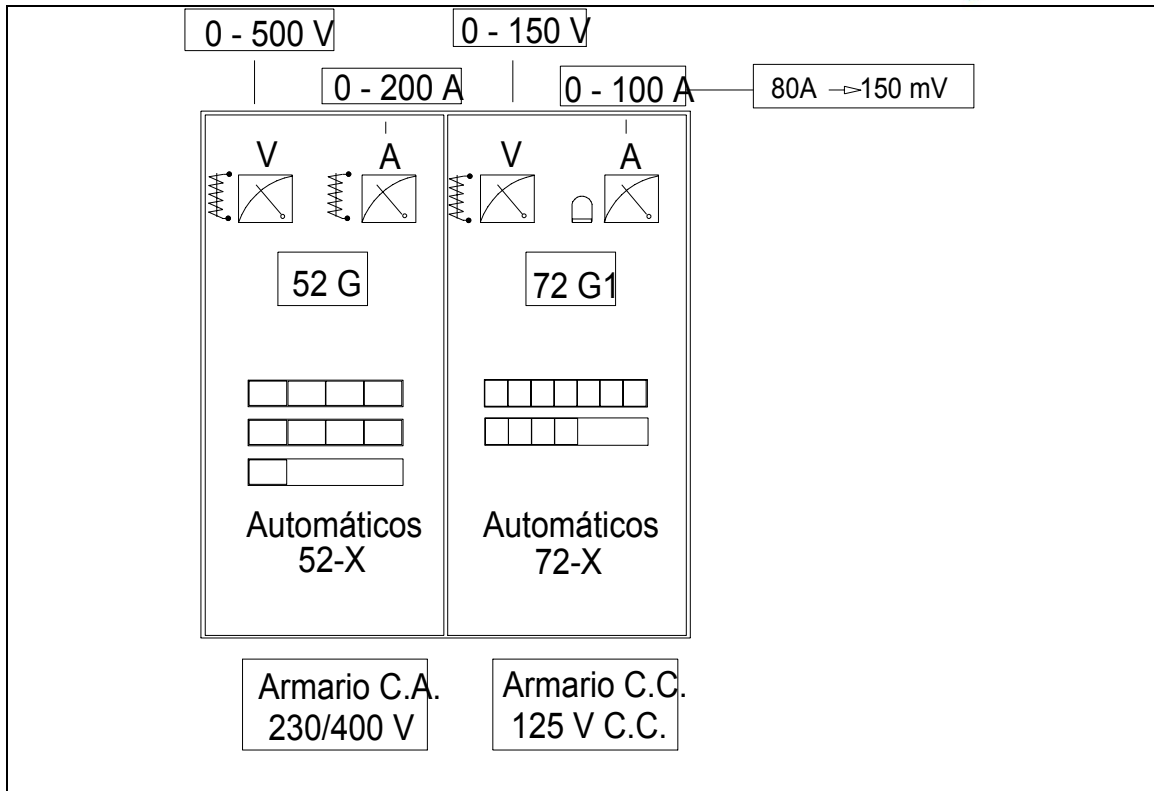 0 - 500 V
0 - 150 V
0 - 200 A
0 - 100 A
80A 150 mV
V
A
V
A
52 G
72 G1
Automáticos
52-X
Automáticos
72-X
Armario C.A.
230/400 V
Armario C.C.
125 V C.C.